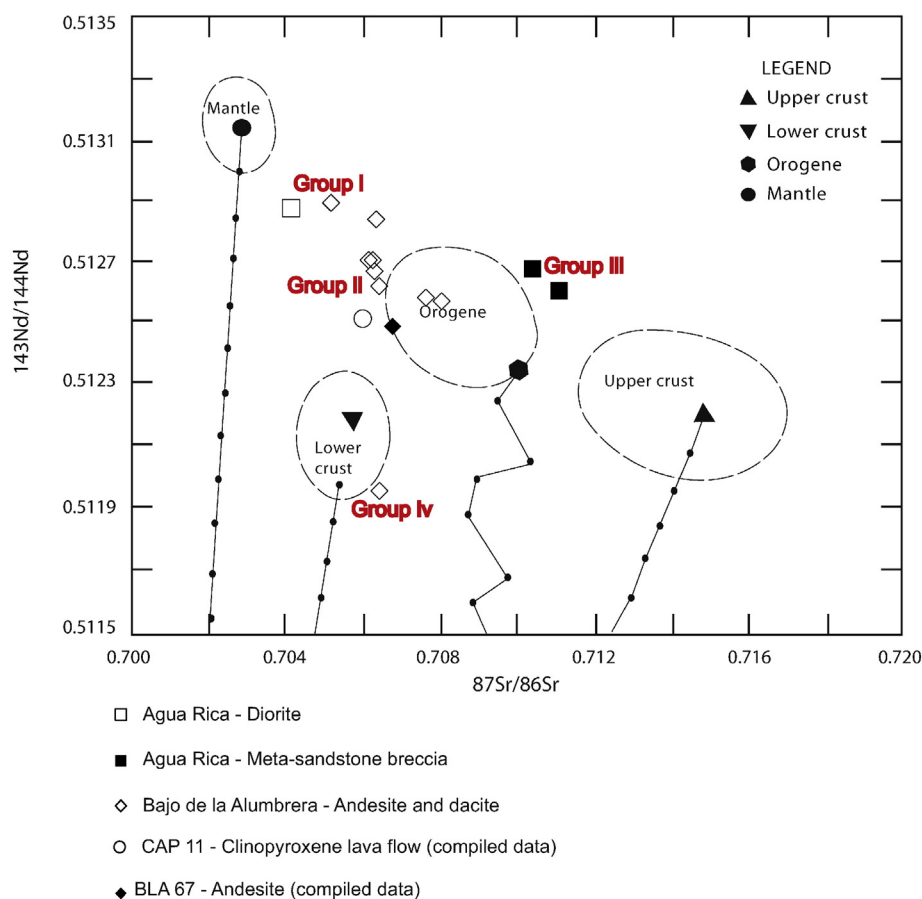 0.5135
0.5131
0.5127
0.5123
0.5119
0.5115
143Nd/144Nd
Mantle
Group I
Group II
Orogene
Group III
Upper crust
Lower
crust
Group Iv
LEGEND
Upper crust
Lower crust
Orogene
Mantle
0.700 0.704 0.708 0.712 0.716 0.720
87Sr/86Sr
Agua Rica - Diorite
Agua Rica - Meta-sandstone breccia
Bajo de la Alumbrera - Andesite and dacite
CAP 11 - Clinopyroxene lava flow (compiled data)
BLA 67 - Andesite (compiled data)